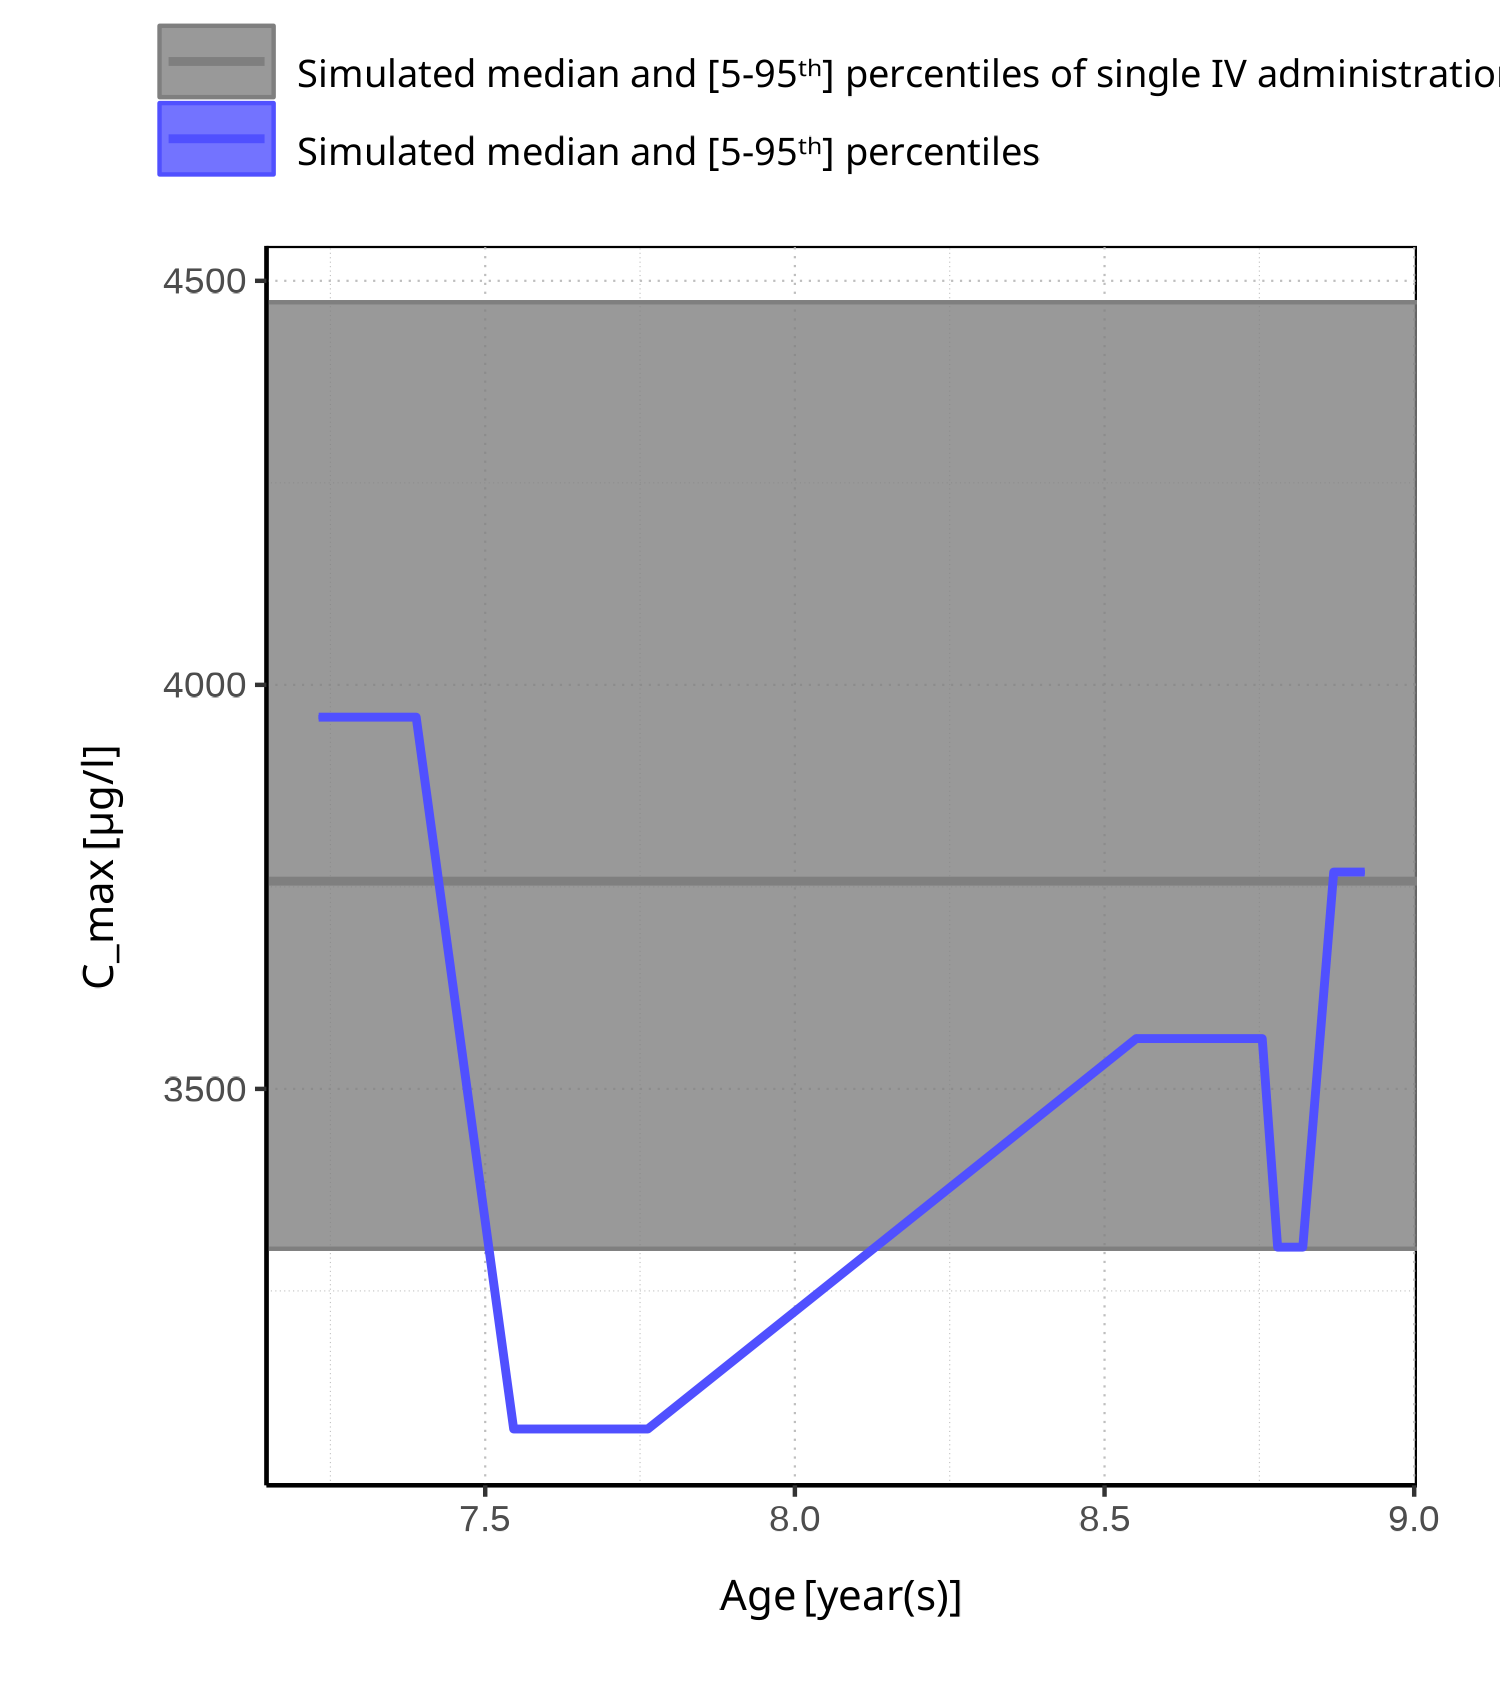 Simulated median and [5-95ᵗʰ] percentiles of single IV administratio
Simulated median and [5-95ᵗʰ] percentiles
4500
4000
3500
C_max [µg/l]
7.5 8.0 8.5 9.0
Age [year(s)]